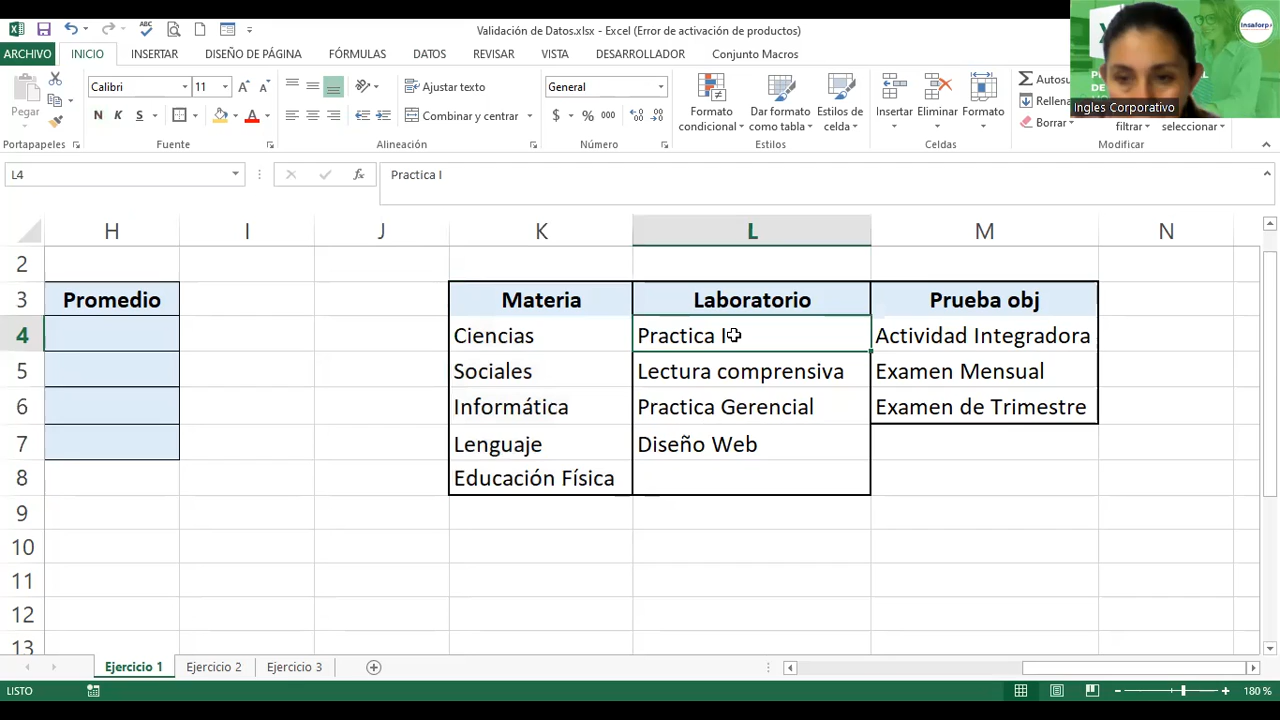 Validación de Datos.xlsx - Excel (Error de activación de productos)
ARCHIVO INICIO INSERTAR DISEÑO DE PÁGINA FÓRMULAS DATOS REVISAR VISTA DESARROLLADOR Conjunto Macros
Pegar
Calibri 11
N K S
Ajustar texto
Combinar y centrar
General
$ % 000
Formato condicional
Dar formato como tabla
Estilos de celda
Insertar Eliminar Formato
Rellena
Borrar
filtrar seleccionar
Insaforp
Ingles Corporativo
Portapapeles Fuente Alineación Número Estilos Celdas Modificar
L4 fx Practica I
H I J K L M N
2
3 Promedio Materia Laboratorio Prueba obj
4 Ciencias Practica I Actividad Integradora
5 Sociales Lectura comprensiva Examen Mensual
6 Informática Practica Gerencial Examen de Trimestre
7 Lenguaje Diseño Web
8 Educación Física
9
10
11
12
13
Ejercicio 1 Ejercicio 2 Ejercicio 3
LISTO 180 %